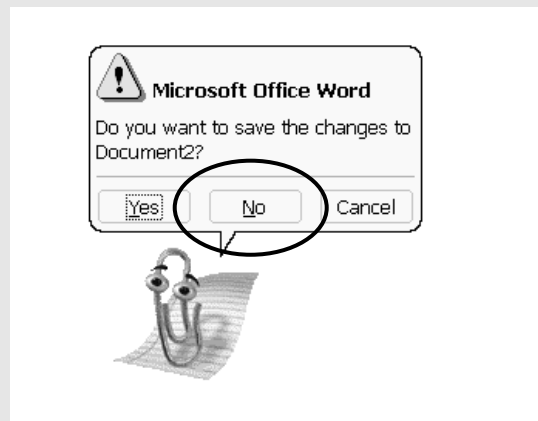 Microsoft Office Word
Do you want to save the changes to
Document2?
Yes No Cancel